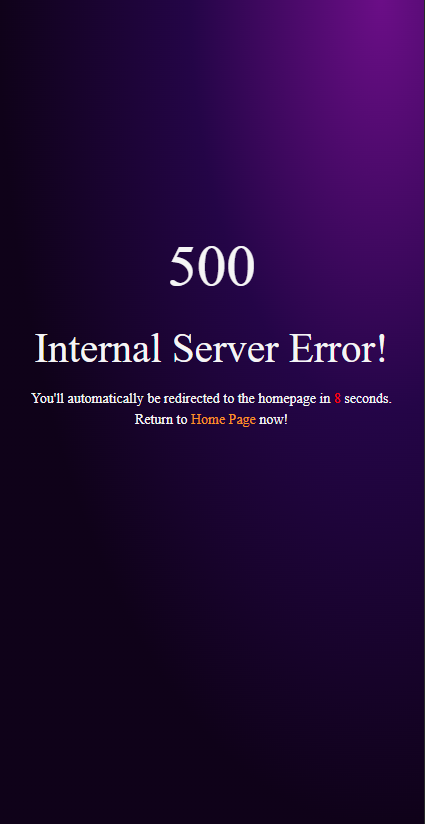 500
Internal Server Error!
You'll automatically be redirected to the homepage in 8 seconds.
Return to Home Page now!